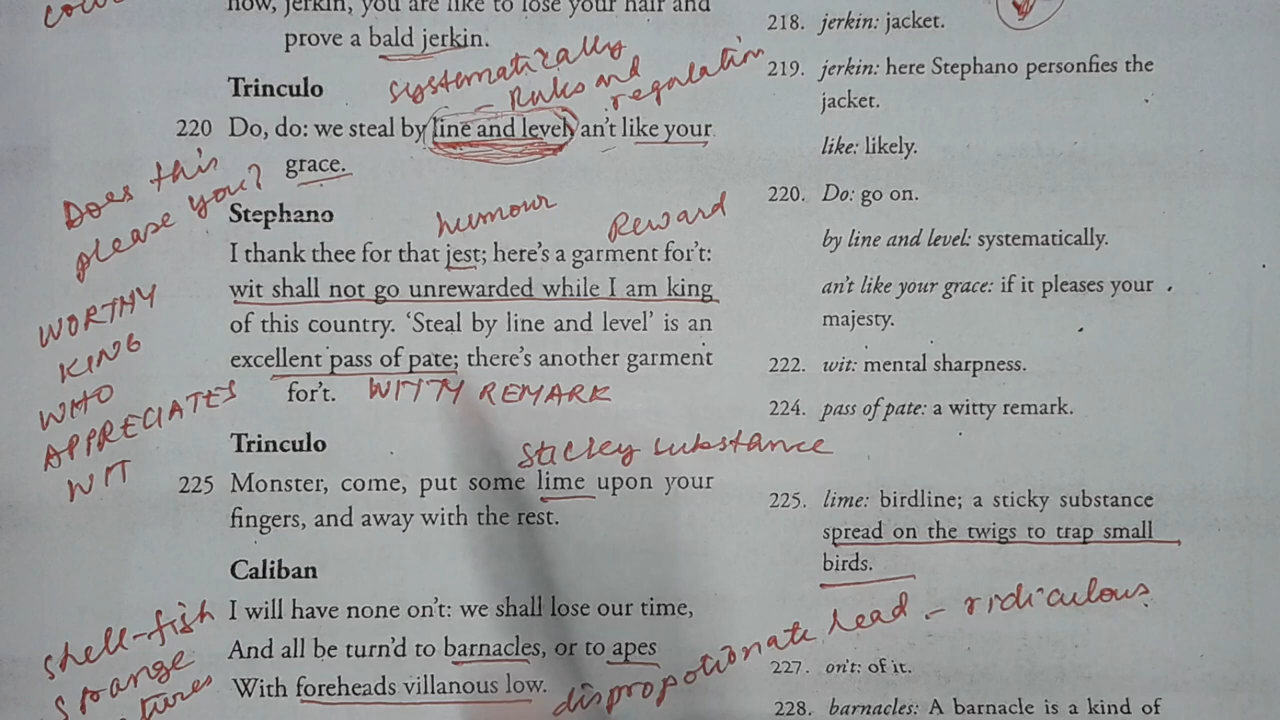 now, jerkin, you are like to lose your hair and
prove a bald jerkin.
Trinculo
systematically
- Rules and
regulation
220 Do, do: we steal by line and level an't like your
grace.
Does this
please you?
Stephano
humour
Reward
I thank thee for that jest; here's a garment for't:
wit shall not go unrewarded while I am king
of this country. 'Steal by line and level' is an
excellent pass of pate; there's another garment
for't.
WITTY REMARK
WORTHY
KING
WHO
APPRECIATES
WIT
Trinculo
sticky substance
225 Monster, come, put some lime upon your
fingers, and away with the rest.
Caliban
I will have none on't: we shall lose our time,
And all be turn'd to barnacles, or to apes
With foreheads villanous low.
shell-fish
strange
dispropotionate head - ridiculous
218. jerkin: jacket.
219. jerkin: here Stephano personfies the
jacket.
like: likely.
220. Do: go on.
by line and level: systematically.
an't like your grace: if it pleases your
majesty.
222. wit: mental sharpness.
224. pass of pate: a witty remark.
225. lime: birdline; a sticky substance
spread on the twigs to trap small
birds.
227. on't: of it.
228. barnacles: A barnacle is a kind of